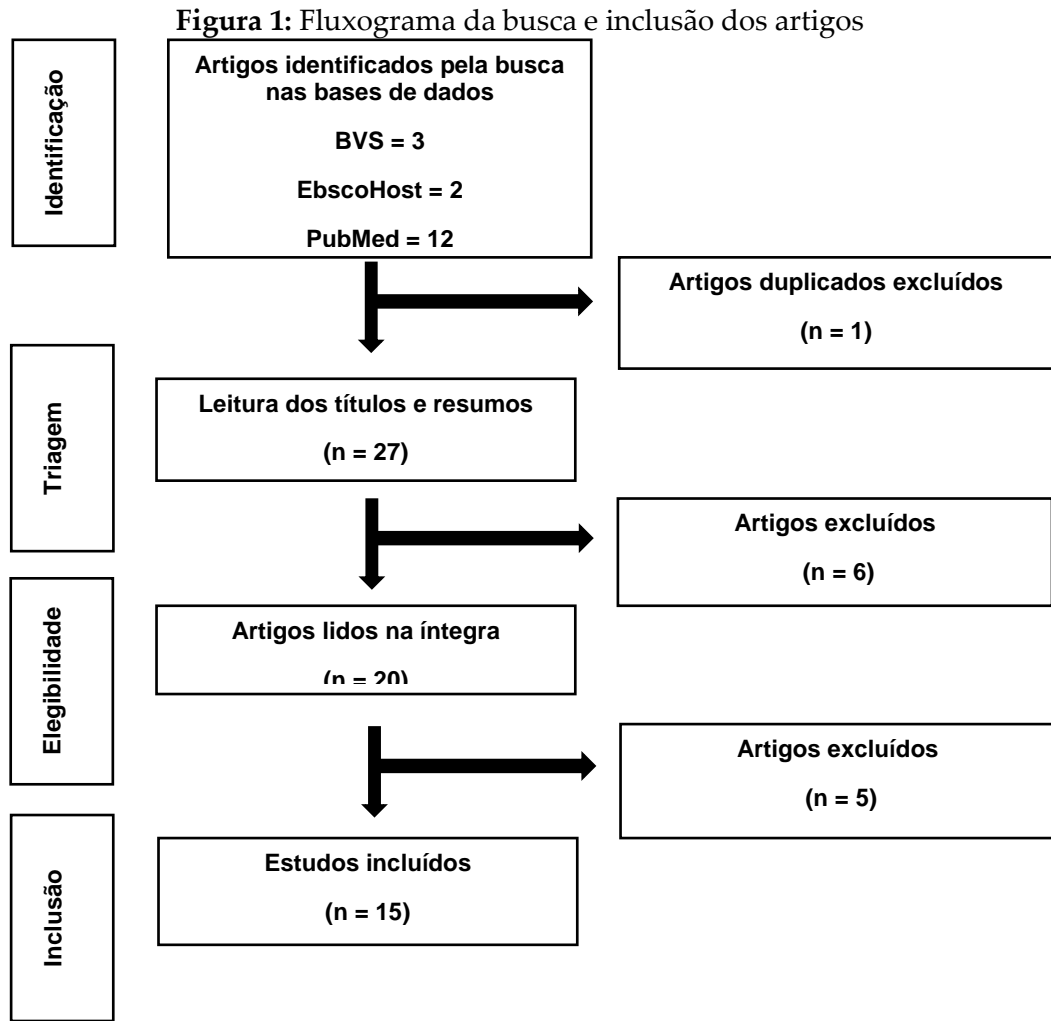 Figura 1: Fluxograma da busca e inclusão dos artigos
Identificação
Artigos identificados pela busca
nas bases de dados
BVS = 3
EbscoHost = 2
PubMed = 12
Artigos duplicados excluídos
(n = 1)
Triagem
Leitura dos títulos e resumos
(n = 27)
Artigos excluídos
(n = 6)
Elegibilidade
Artigos lidos na íntegra
(n = 20)
Artigos excluídos
(n = 5)
Inclusão
Estudos incluídos
(n = 15)